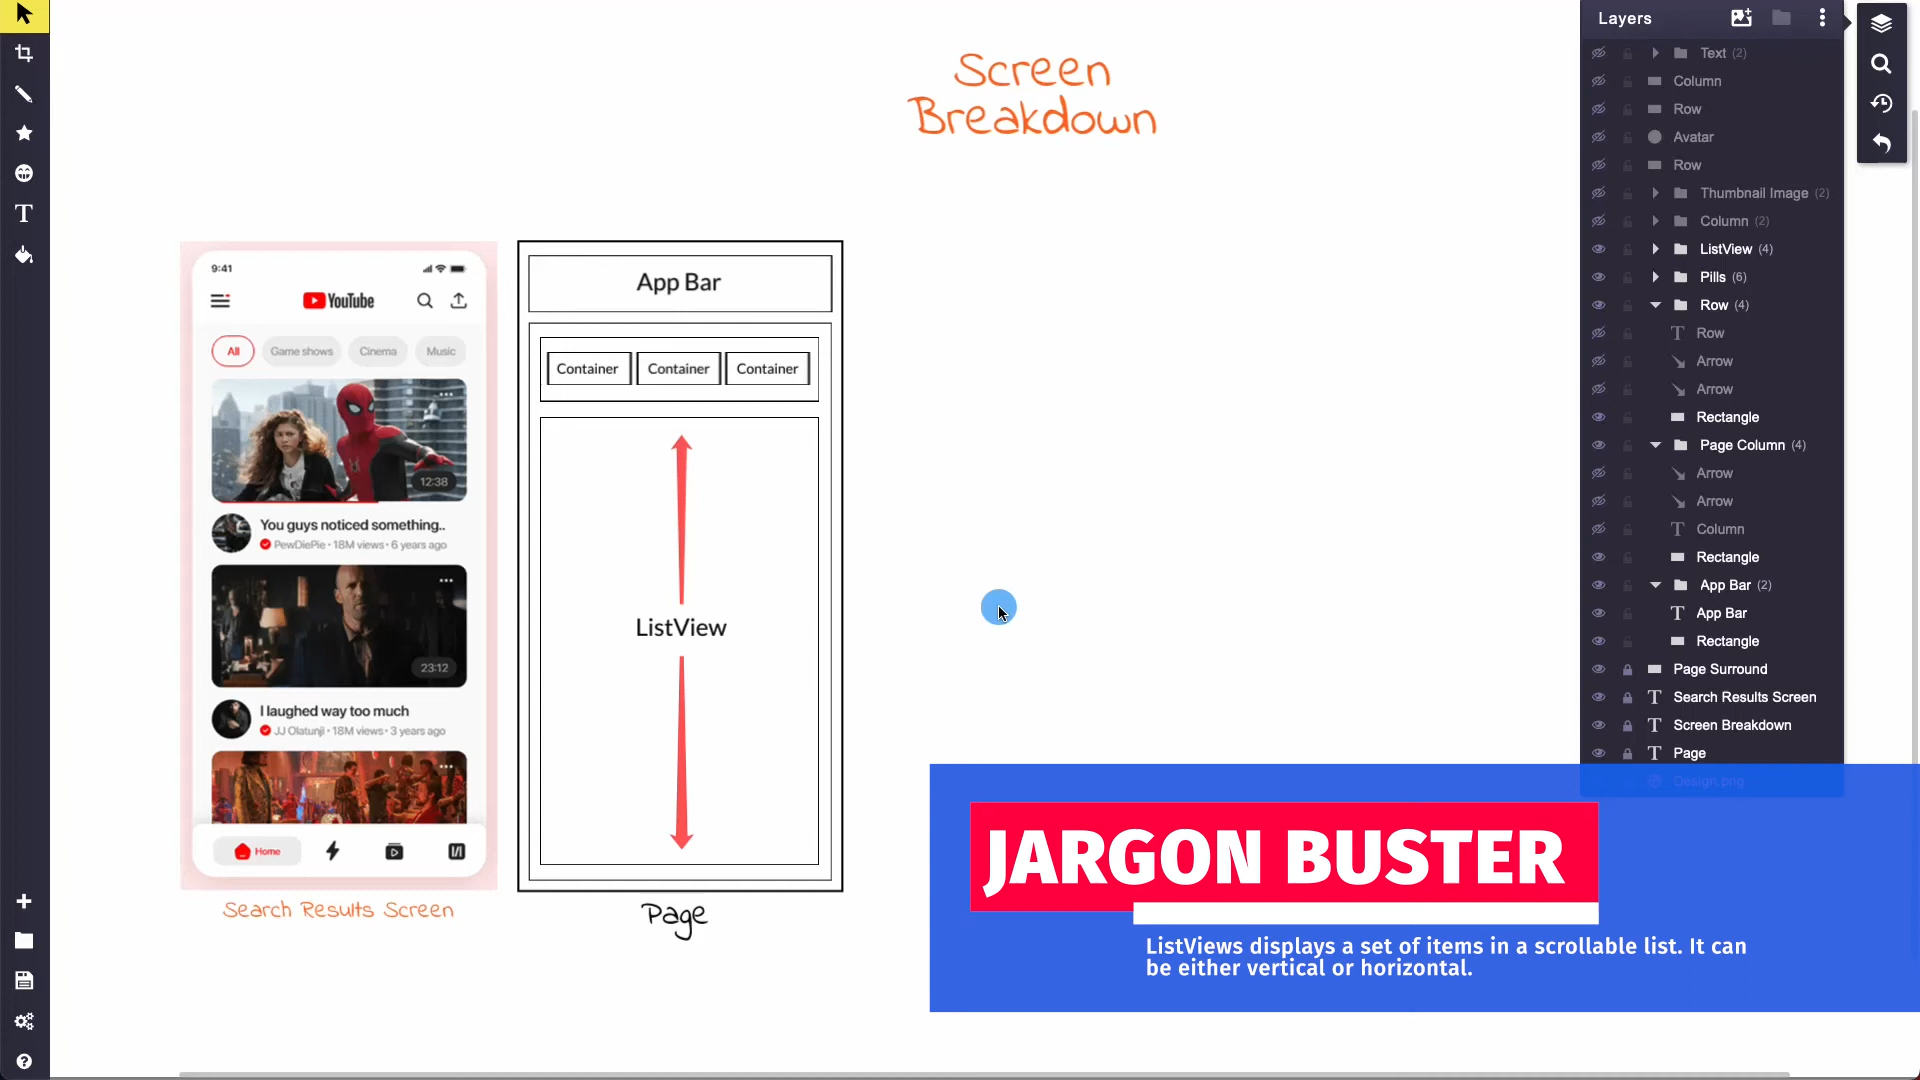 Screen
Breakdown
9:41
YouTube
All
Game shows
Cinema
Music
12:38
You guys noticed something..
PewDiePie • 18M views • 6 years ago
23:12
I laughed way too much
JJ Olatunji • 18M views • 3 years ago
Home
Search Results Screen
App Bar
Container
Container
Container
ListView
Page
Layers
Text (2)
Column
Row
Avatar
Row
Thumbnail Image (2)
Column (2)
ListView (4)
Pills (6)
Row (4)
Row
Arrow
Arrow
Rectangle
Page Column (4)
Arrow
Arrow
Column
Rectangle
App Bar (2)
App Bar
Rectangle
Page Surround
Search Results Screen
Screen Breakdown
Page
Design.png
JARGON BUSTER
ListViews displays a set of items in a scrollable list. It can
be either vertical or horizontal.